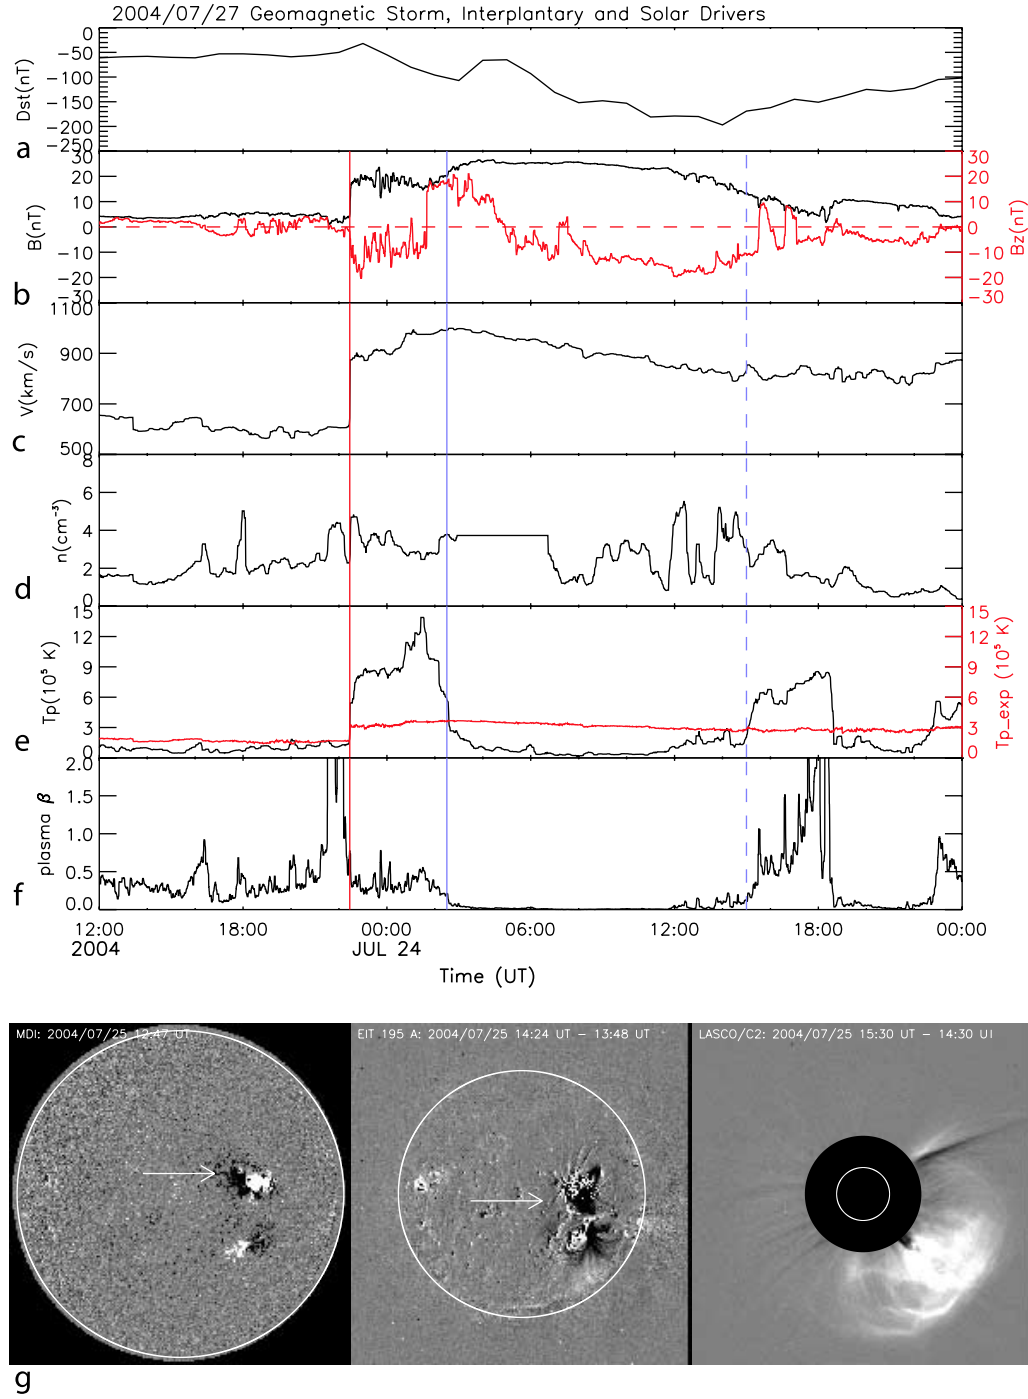 2004/07/27 Geomagnetic Storm, Interplantary and Solar Drivers
0
−50
−100
−150
−200
−250
Dst(nT)
a
30
20
10
0
−10
−20
−30
B(nT)
30
20
10
0
−10
−20
−30
Bz(nT)
b
1100
900
700
500
V(km/s)
c
8
6
4
2
0
n(cm⁻³)
d
15
12
9
6
3
0
Tp(10⁵ K)
15
12
9
6
3
0
Tp_exp (10⁵ K)
e
2.0
1.5
1.0
0.5
0.0
plasma β
f
12:00 18:00 00:00 06:00 12:00 18:00 00:00
2004 JUL 24
Time (UT)
MDI: 2004/07/25 12:47 UT
EIT 195 A: 2004/07/25 14:24 UT − 13:48 UT
LASCO/C2: 2004/07/25 15:30 UT − 14:30 UT
g